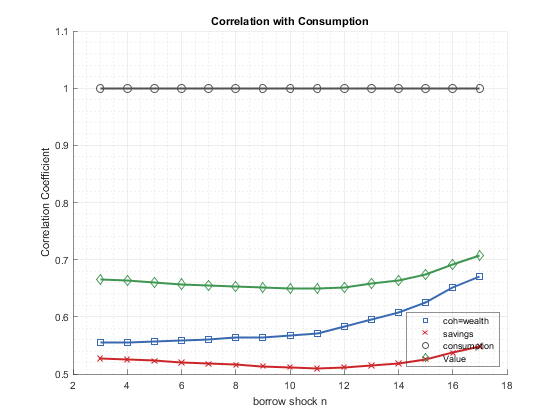 Correlation with Consumption
1.1
1
0.9
0.8
0.7
0.6
0.5
Correlation Coefficient
2 4 6 8 10 12 14 16 18
borrow shock n
coh=wealth
savings
consumption
Value